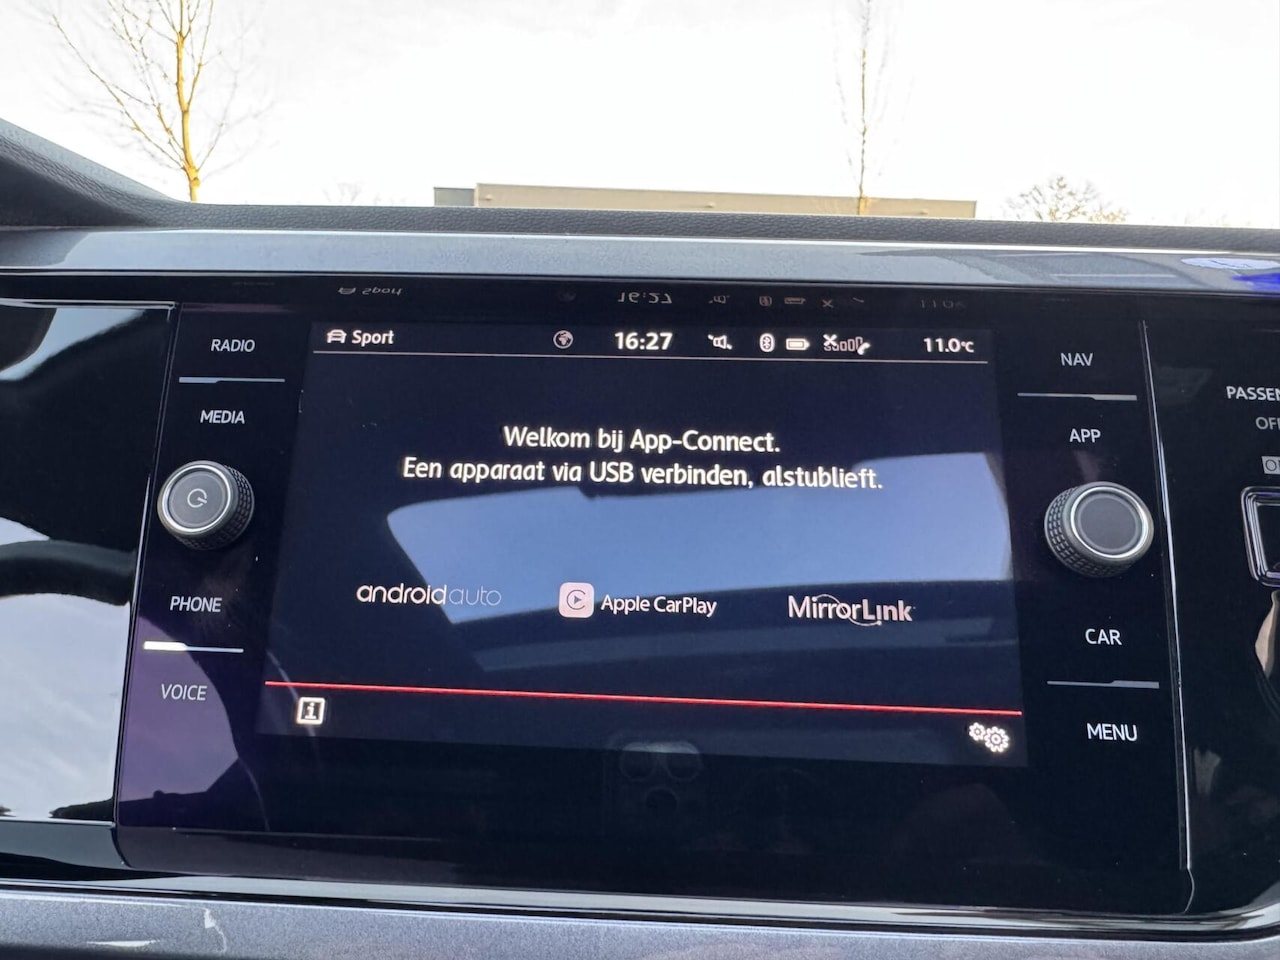 Sport
16:27
11.0°C
RADIO
MEDIA
PHONE
VOICE
Welkom bij App-Connect.
Een apparaat via USB verbinden, alstublieft.
androidauto
Apple CarPlay
MirrorLink
NAV
APP
CAR
MENU